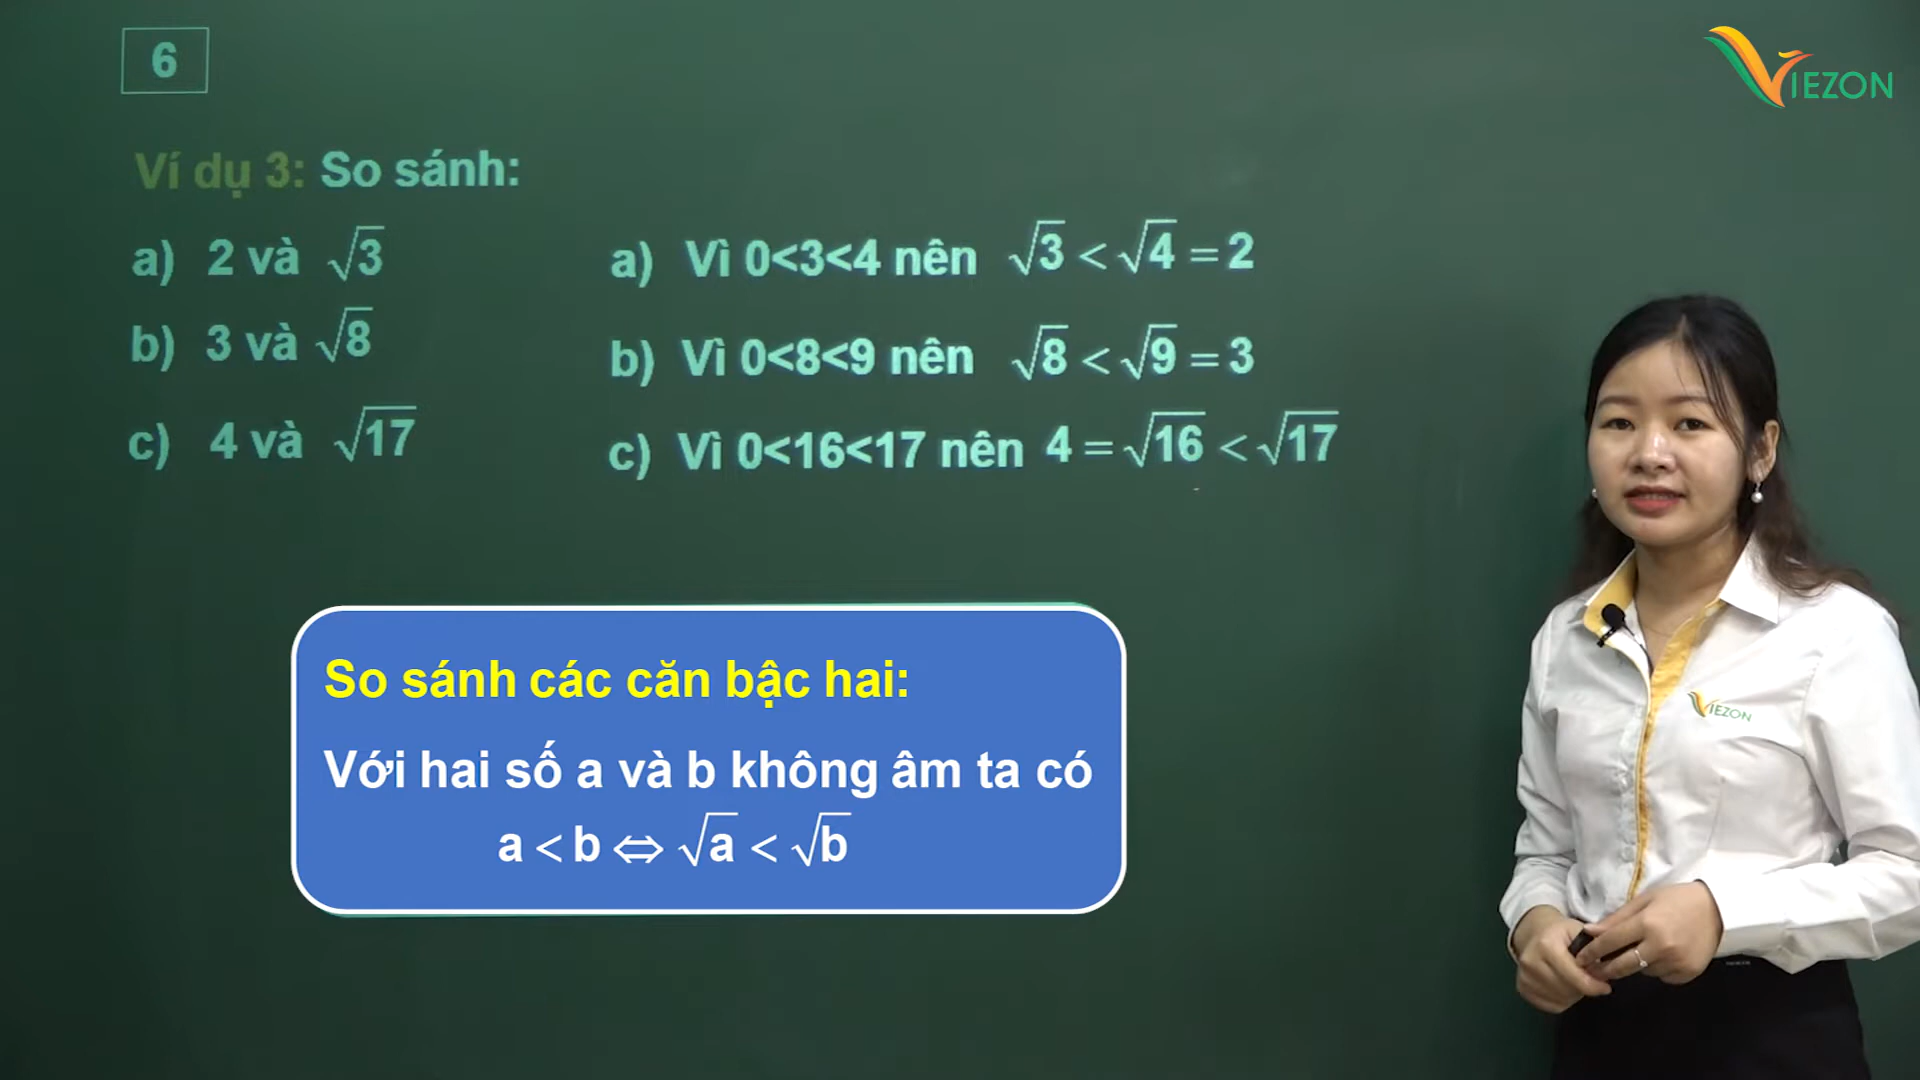 6
VIEZON
Ví dụ 3: So sánh:
a) 2 và √3
b) 3 và √8
c) 4 và √17
a) Vì 0<3<4 nên √3 < √4 = 2
b) Vì 0<8<9 nên √8 < √9 = 3
c) Vì 0<16<17 nên 4 = √16 < √17
So sánh các căn bậc hai:
Với hai số a và b không âm ta có
a < b ⇔ √a < √b
VIEZON